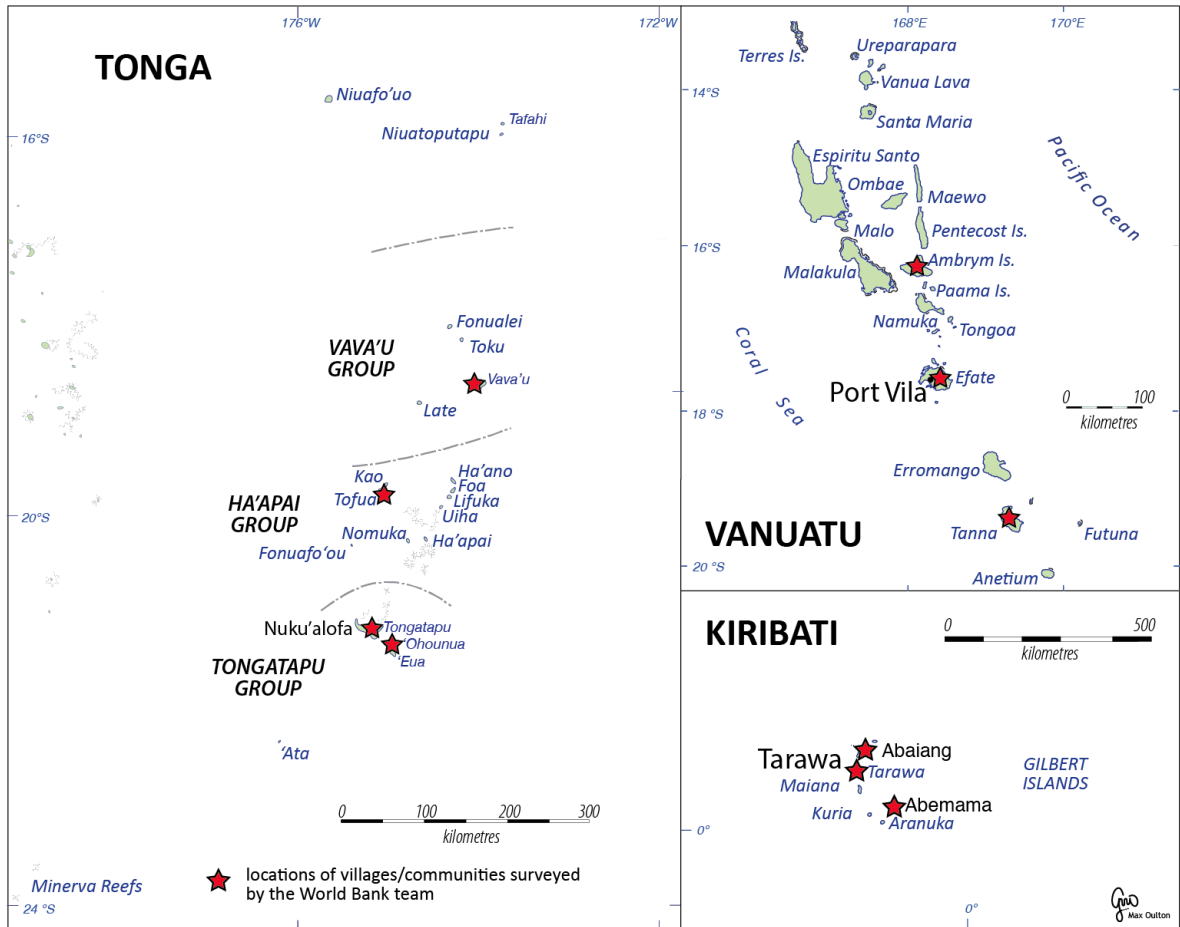 176°W
172°W
TONGA
Niuafo'uo
Tafahi
Niuatoputapu
16°S
Fonualei
Toku
VAVA'U
GROUP
Vava'u
Late
Kao
Ha'ano
Foa
Tofua
Lifuka
HA'APAI
GROUP
Uiha
20°S
Nomuka
Ha'apai
Fonuafo'ou
Nuku'alofa
Tongatapu
'Ohounua
'Eua
TONGATAPU
GROUP
'Ata
0 100 200 300
kilometres
locations of villages/communities surveyed
by the World Bank team
Minerva Reefs
24 °S
168°E
170°E
Terres Is.
Ureparapara
Vanua Lava
14°S
Santa Maria
Espiritu Santo
Ombae
Maewo
Pacific Ocean
Malo
Pentecost Is.
16°S
Ambrym Is.
Malakula
Paama Is.
Namuka
Tongoa
Coral Sea
Efate
Port Vila
0 100
kilometres
18 °S
Erromango
VANUATU
Tanna
Futuna
20 °S
Anetium
KIRIBATI
0 500
kilometres
Abaiang
Tarawa
Tarawa
GILBERT
ISLANDS
Maiana
Abemama
Kuria
Aranuka
0°
0°
Max Oulton